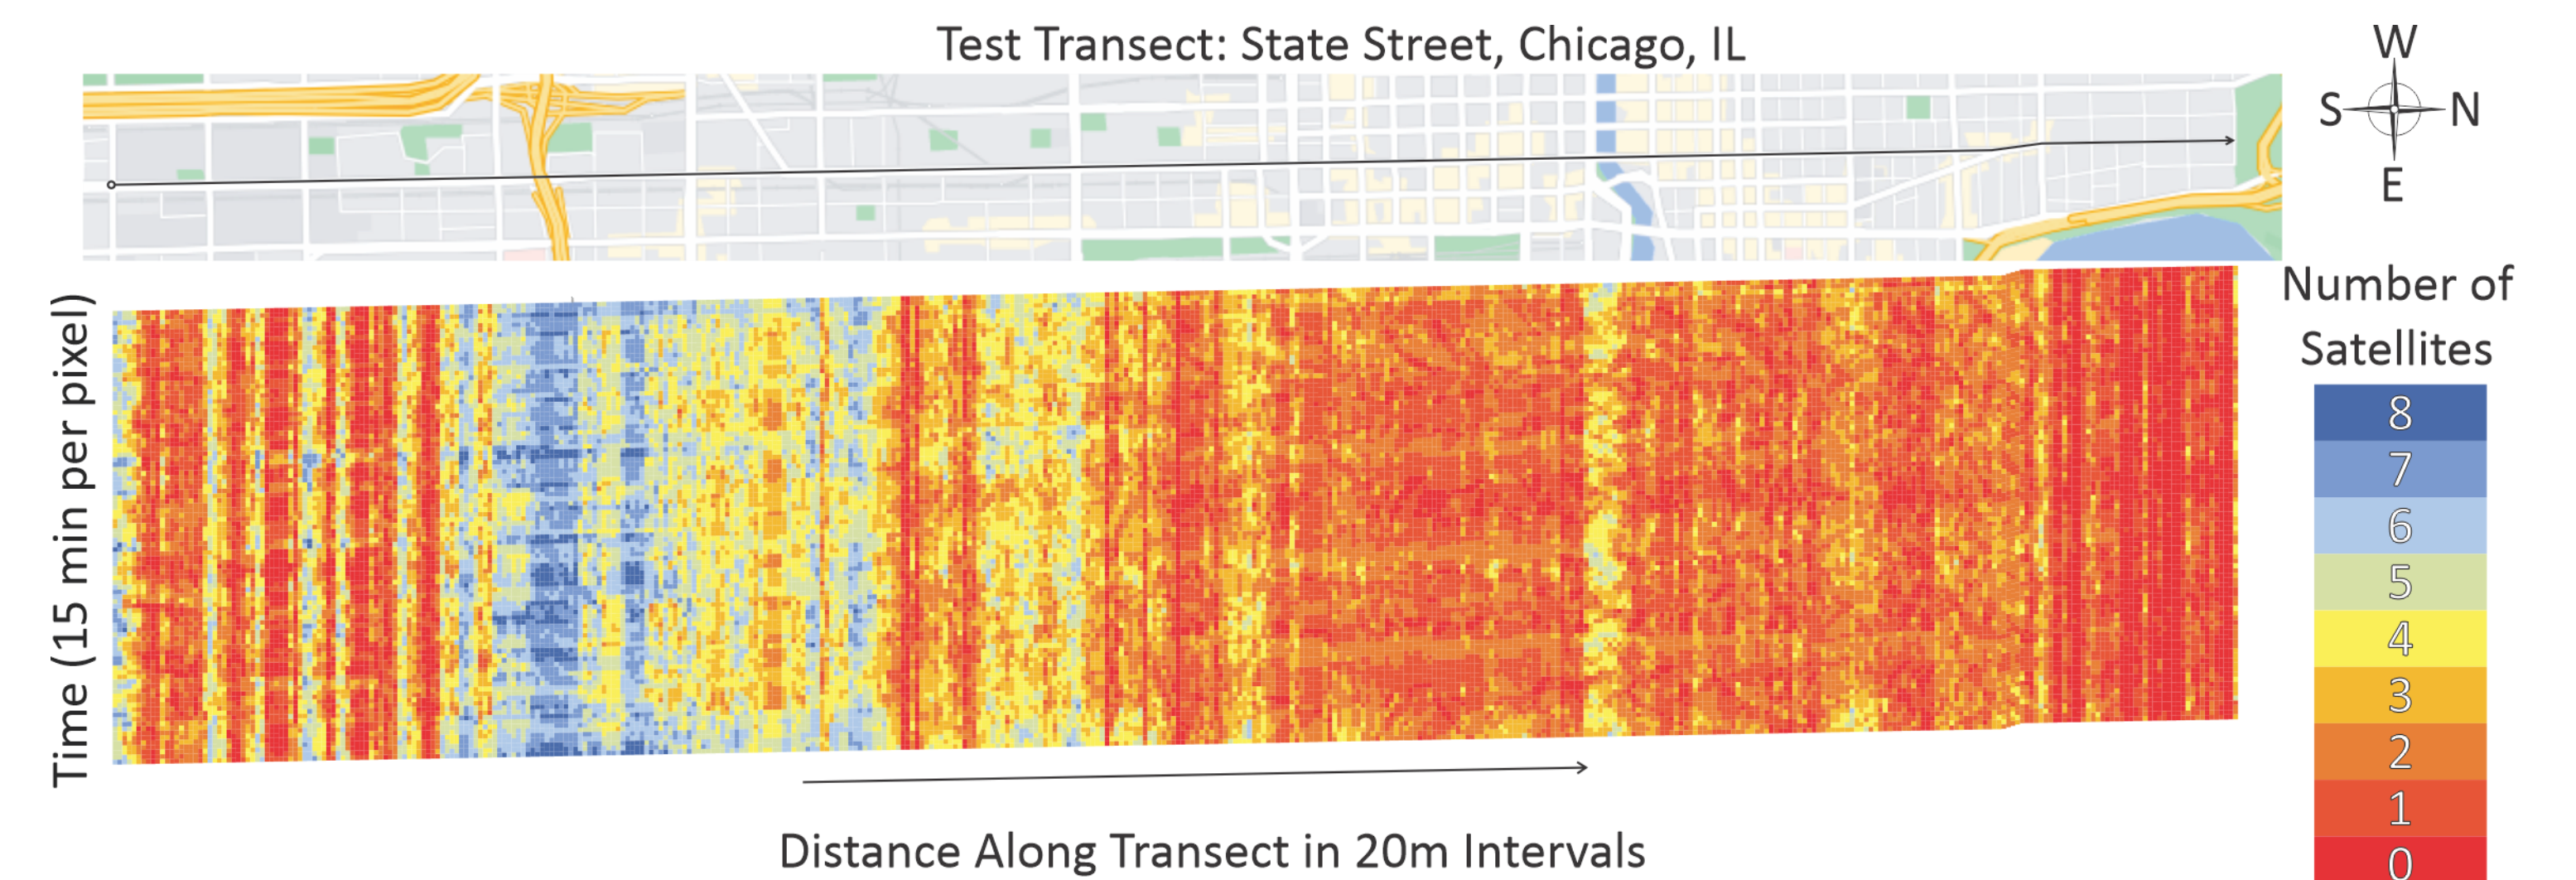 Test Transect: State Street, Chicago, IL
W
S N
E
Time (15 min per pixel)
Number of
Satellites
8
7
6
5
4
3
2
1
0
Distance Along Transect in 20m Intervals